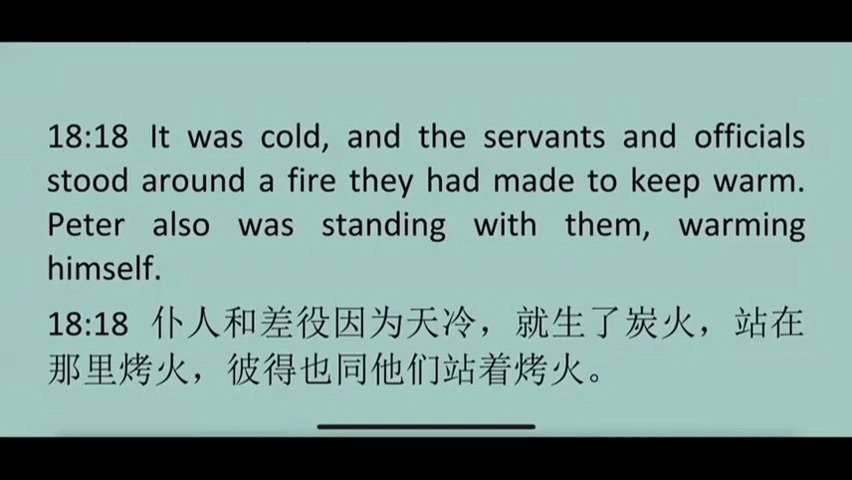 18:18 It was cold, and the servants and officials
stood around a fire they had made to keep warm.
Peter also was standing with them, warming
himself.
18:18 仆人和差役因为天冷，就生了炭火，站在
那里烤火，彼得也同他们站着烤火。